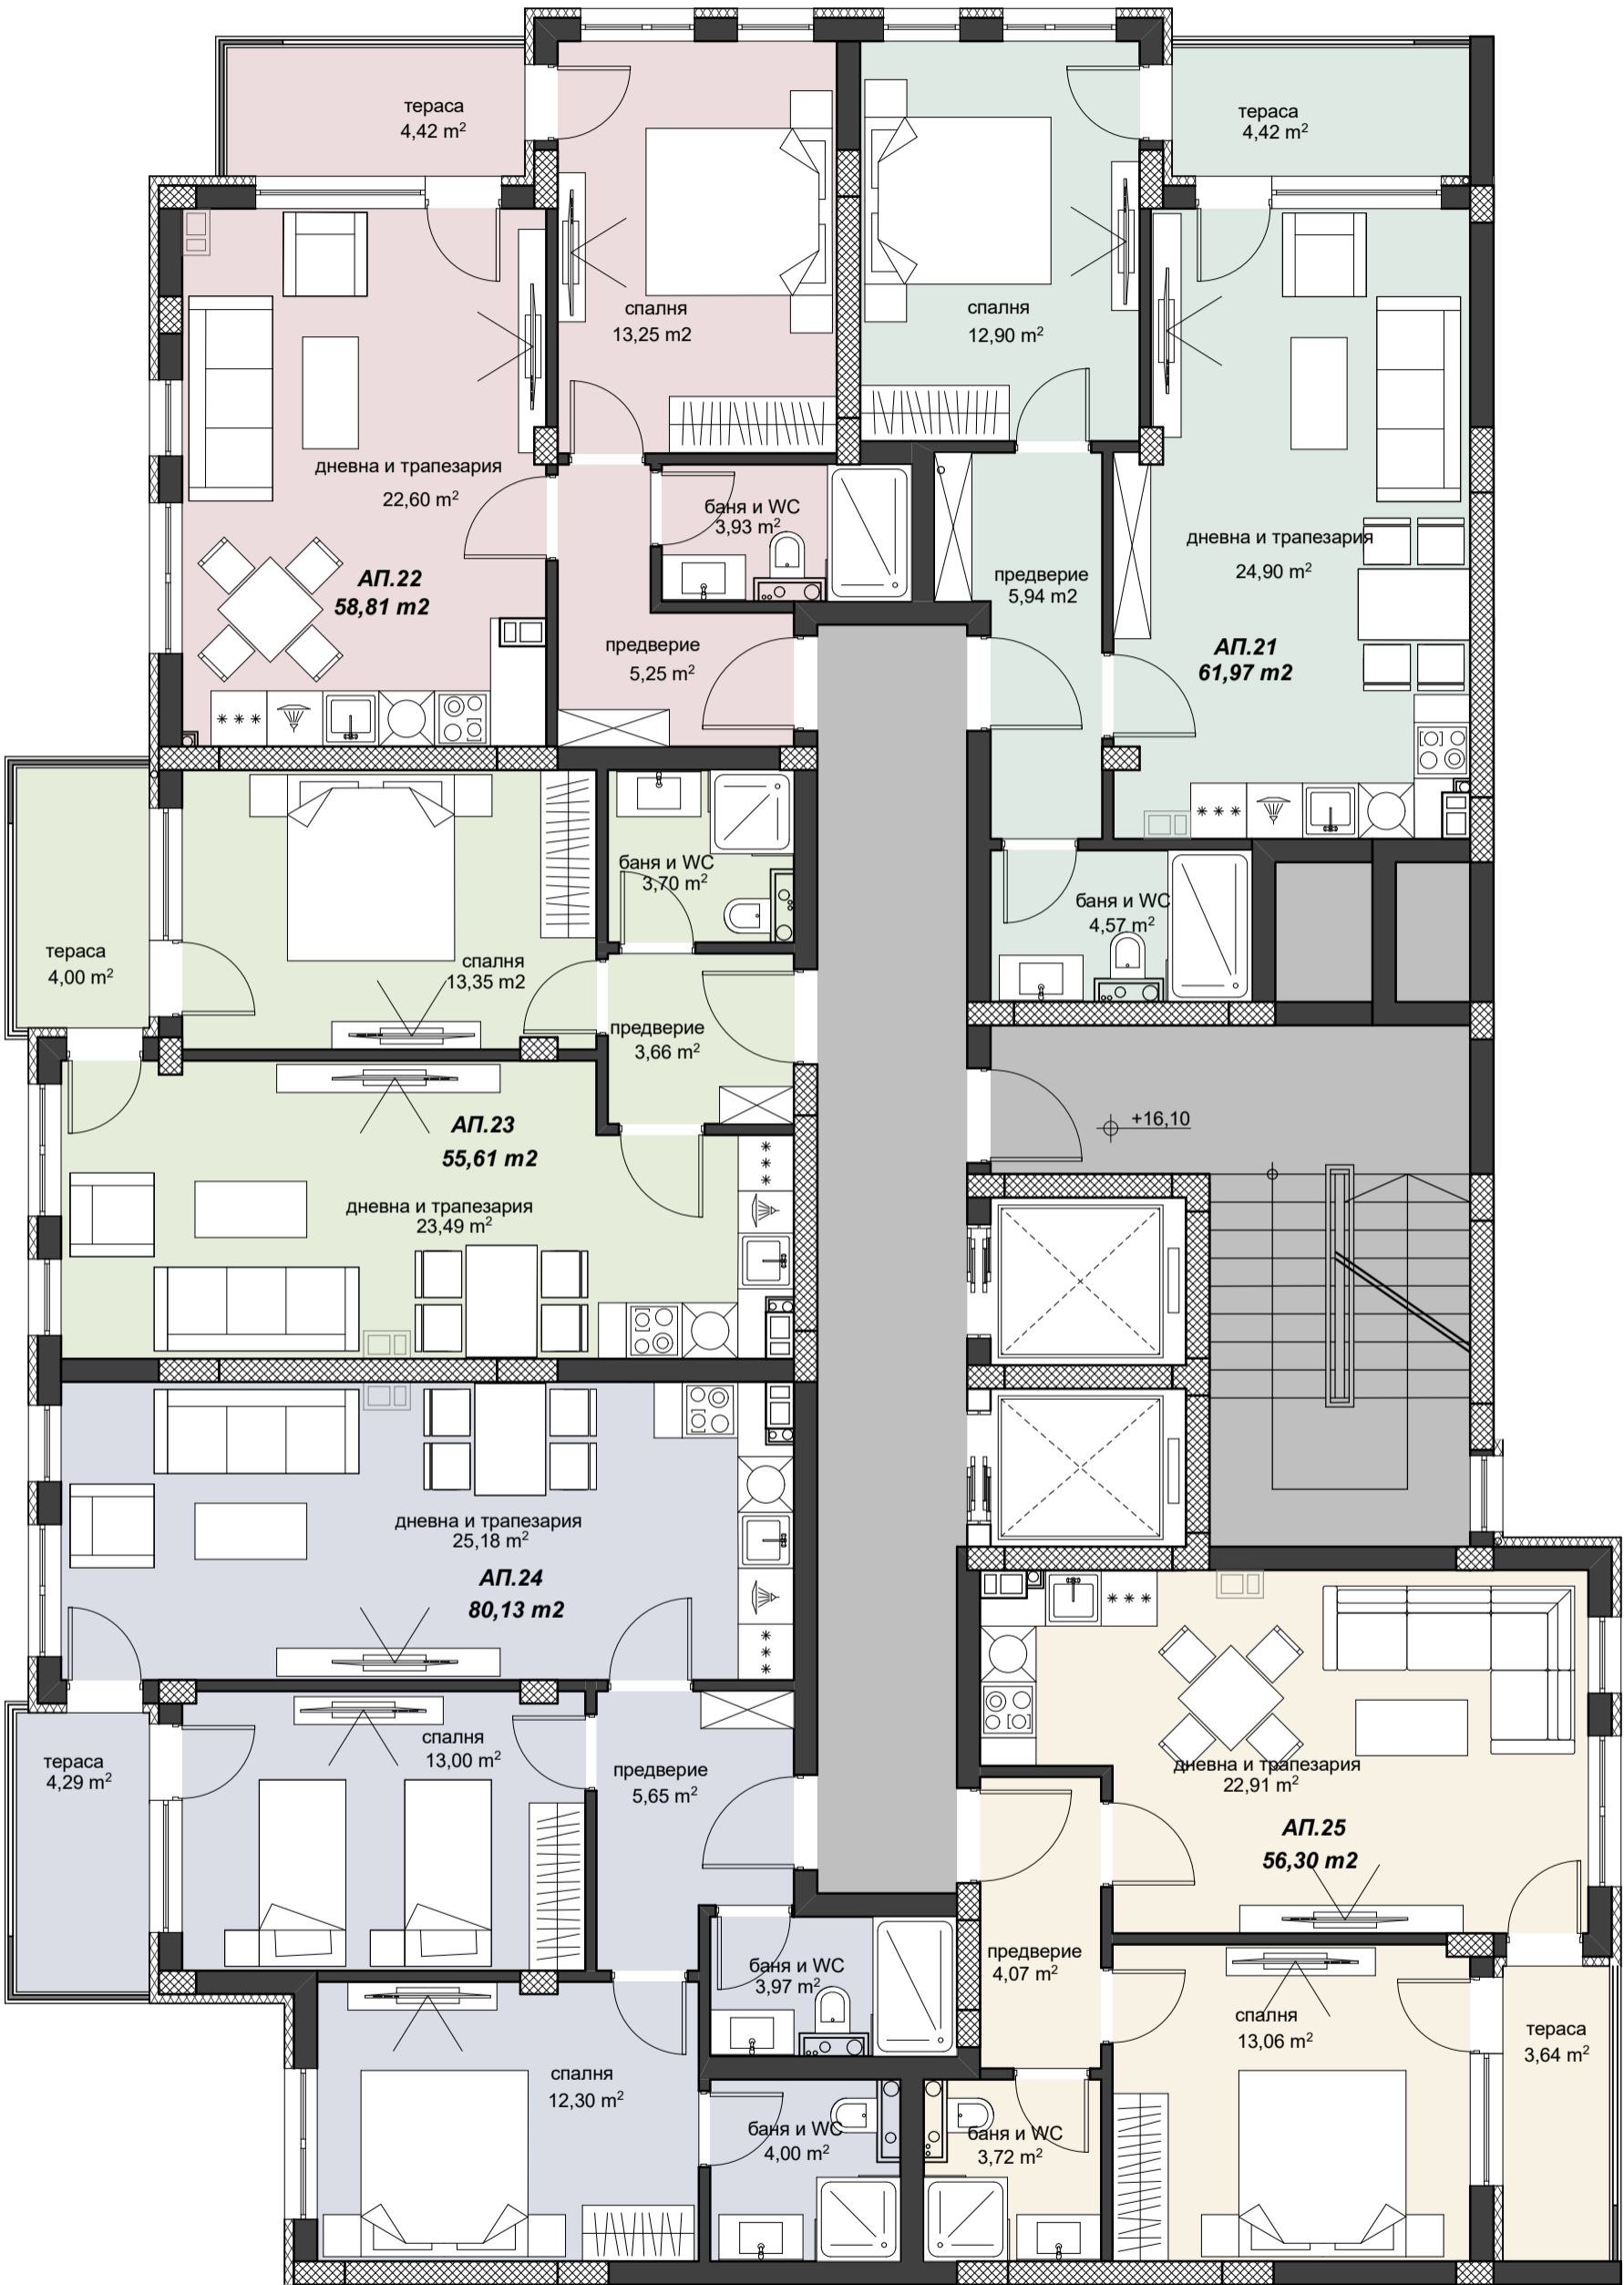 тераса
4,42 m²
тераса
4,42 m²
спалня
13,25 m2
спалня
12,90 m²
дневна и трапезария
22,60 m²
баня и WC
3,93 m²
АП.22
58,81 m2
предверие
5,25 m²
предверие
5,94 m2
дневна и трапезария
24,90 m²
АП.21
61,97 m2
баня и WC
3,70 m²
баня и WC
4,57 m²
тераса
4,00 m²
спалня
13,35 m2
предверие
3,66 m²
+16,10
АП.23
55,61 m2
дневна и трапезария
23,49 m²
дневна и трапезария
25,18 m²
АП.24
80,13 m2
тераса
4,29 m²
спалня
13,00 m²
предверие
5,65 m²
дневна и трапезария
22,91 m²
АП.25
56,30 m2
баня и WC
3,97 m²
предверие
4,07 m²
спалня
13,06 m²
тераса
3,64 m²
спалня
12,30 m²
баня и WC
4,00 m²
баня и WC
3,72 m²